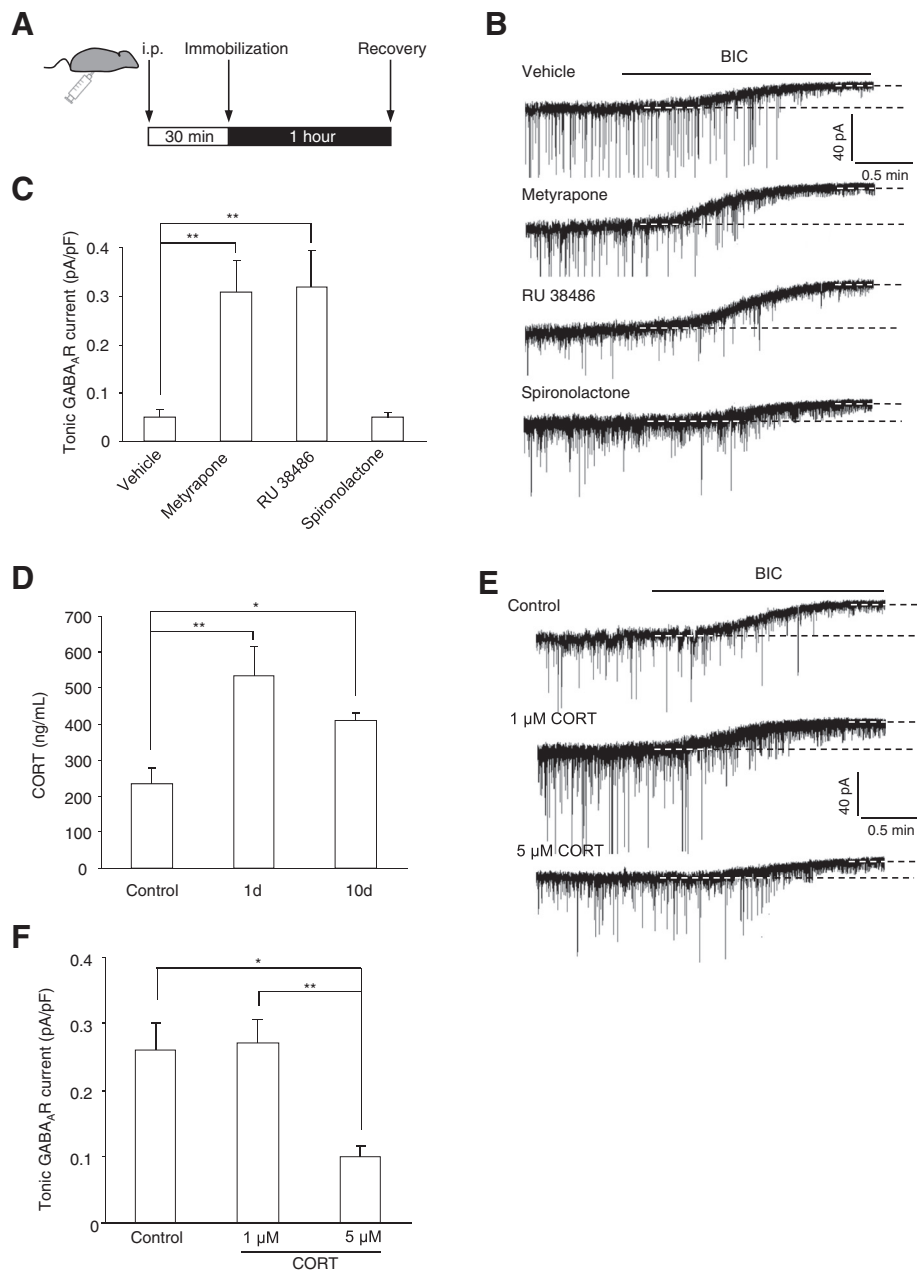 A
i.p. Immobilization Recovery
30 min 1 hour
B
BIC
Vehicle
40 pA
0.5 min
Metyrapone
RU 38486
Spironolactone
C
**
**
Tonic GABAAR current (pA/pF)
0.4
0.3
0.2
0.1
0
Vehicle Metyrapone RU 38486 Spironolactone
D
*
**
CORT (ng/mL)
700
600
500
400
300
200
100
0
Control 1d 10d
E
BIC
Control
1 µM CORT
40 pA
0.5 min
5 µM CORT
F
*
**
Tonic GABAAR current (pA/pF)
0.4
0.3
0.2
0.1
0
Control 1 µM 5 µM
CORT